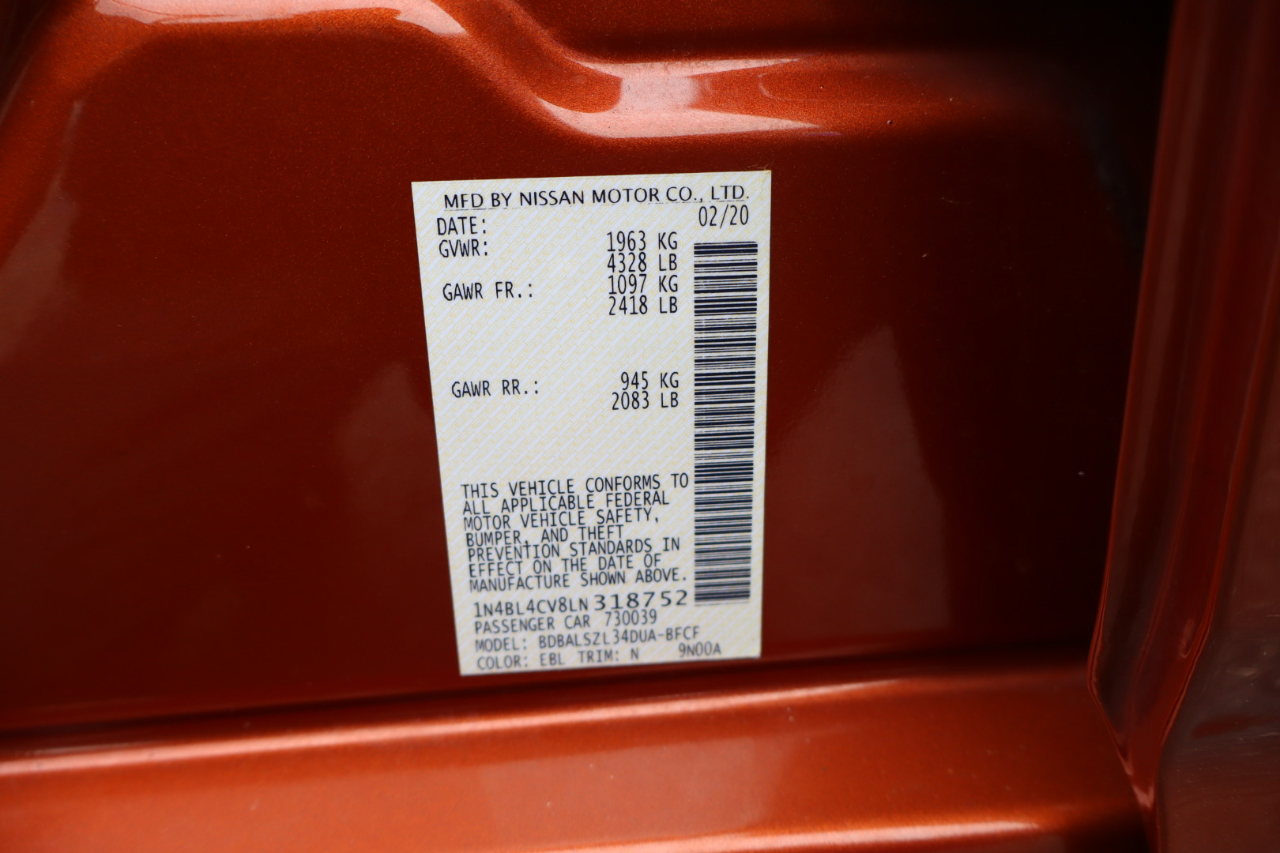 MFD BY NISSAN MOTOR CO., LTD.
DATE: 02/20
GVWR: 1963 KG
4328 LB
GAWR FR.: 1097 KG
2418 LB
GAWR RR.: 945 KG
2083 LB
THIS VEHICLE CONFORMS TO
ALL APPLICABLE FEDERAL
MOTOR VEHICLE SAFETY,
BUMPER, AND THEFT
PREVENTION STANDARDS IN
EFFECT ON THE DATE OF
MANUFACTURE SHOWN ABOVE.
1N4BL4CV8LN318752
PASSENGER CAR 730039
MODEL: BDBALSZL34DUA-BFCF
COLOR: EBL TRIM: N 9N00A